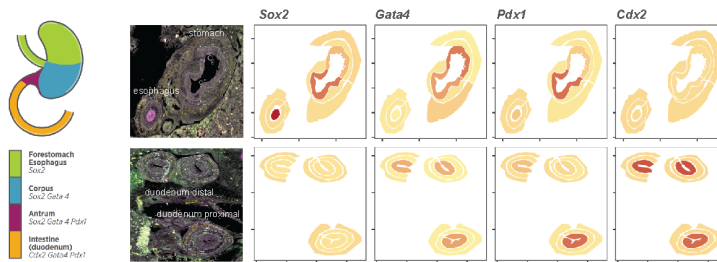 Sox2
Gata4
Pdx1
Cdx2
stomach
esophagus
Forestomach
Esophagus
Sox2
Corpus
Sox2 Gata 4
Antrum
Sox2 Gata 4 Pdx1
Intestine
(duodenum)
Cdx2 Gata4 Pdx1
duodenum distal
duodenum proximal